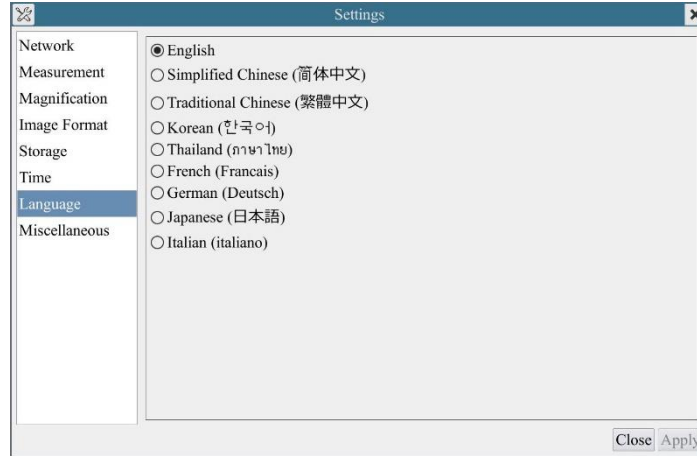 Settings
Network
Measurement
Magnification
Image Format
Storage
Time
Language
Miscellaneous
English
Simplified Chinese (简体中文)
Traditional Chinese (繁體中文)
Korean (한국어)
Thailand (ภาษาไทย)
French (Francais)
German (Deutsch)
Japanese (日本語)
Italian (italiano)
Close Apply